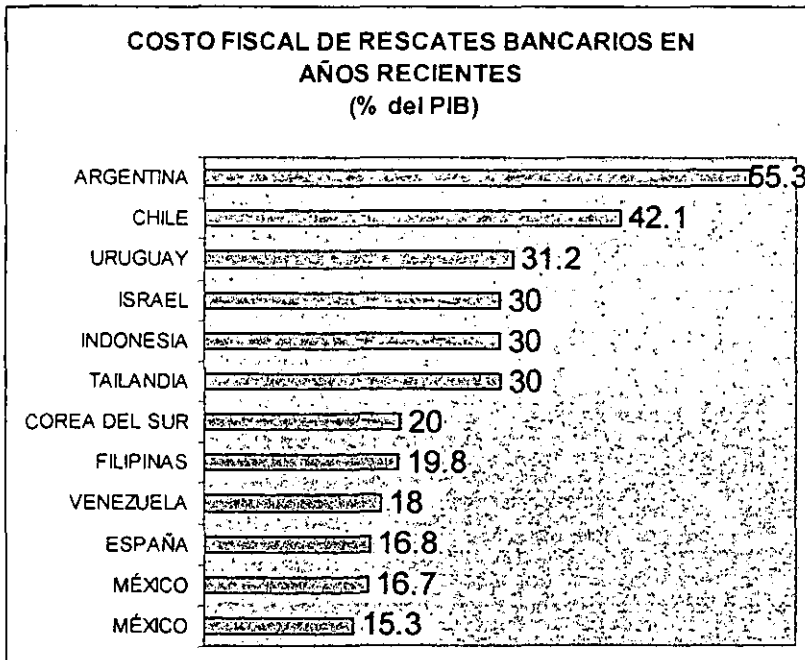 COSTO FISCAL DE RESCATES BANCARIOS EN
AÑOS RECIENTES
(% del PIB)
ARGENTINA 55.3
CHILE 42.1
URUGUAY 31.2
ISRAEL 30
INDONESIA 30
TAILANDIA 30
COREA DEL SUR 20
FILIPINAS 19.8
VENEZUELA 18
ESPAÑA 16.8
MÉXICO 16.7
MÉXICO 15.3